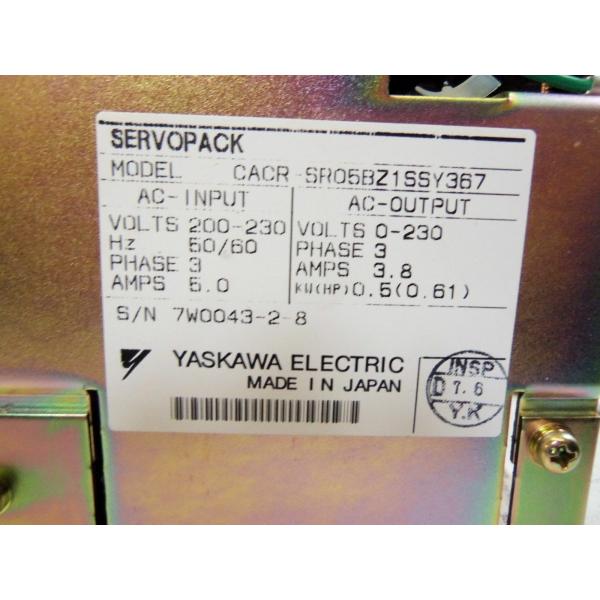 SERVOPACK
MODEL CACR-SR05BZ1SSY367
AC-INPUT
VOLTS 200-230
Hz 50/60
PHASE 3
AMPS 5.0
AC-OUTPUT
VOLTS 0-230
PHASE 3
AMPS 3.8
KW(HP) 0.5(0.61)
S/N 7W0043-2-8
YASKAWA ELECTRIC
MADE IN JAPAN
INSP
D 7.6
Y.K